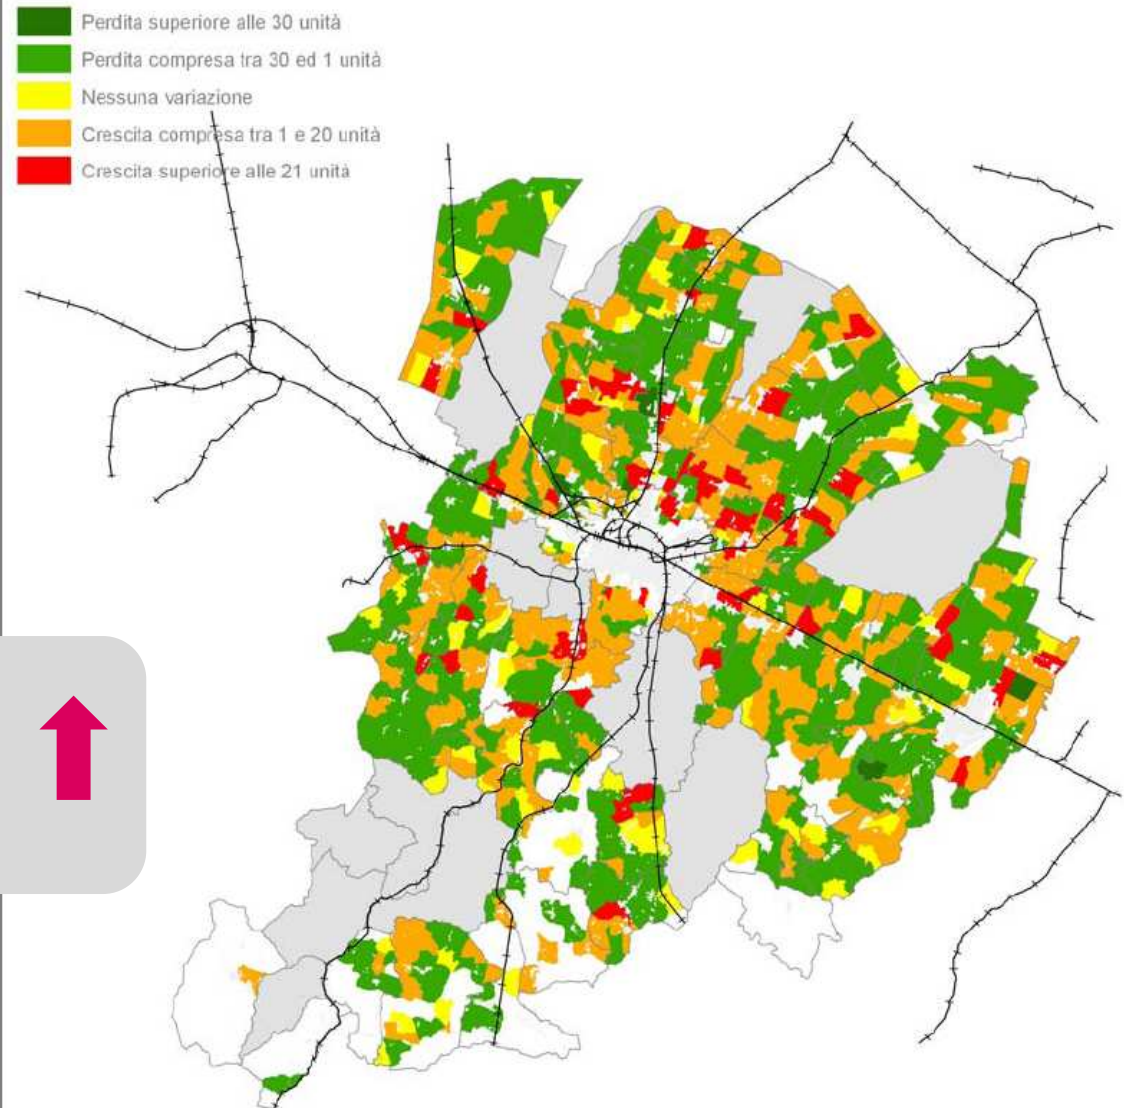 Perdita superiore alle 30 unità
Perdita compresa tra 30 ed 1 unità
Nessuna variazione
Crescita compresa tra 1 e 20 unità
Crescita superiore alle 21 unità